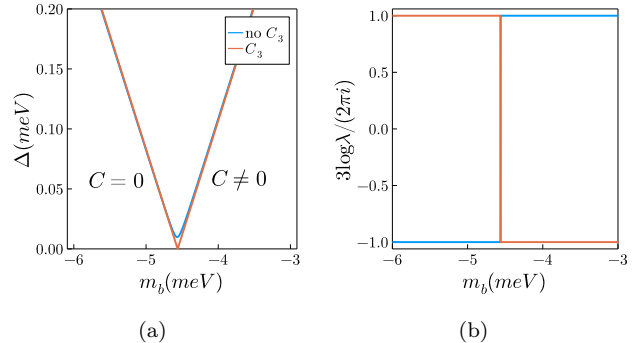 0.20
0.15
0.10
0.05
0.00
Δ(meV)
no C₃
C₃
C = 0
C ≠ 0
−6
−5
−4
−3
m_b(meV)
(a)
1.0
0.5
0.0
−0.5
−1.0
3logλ/(2πi)
−6
−5
−4
−3
m_b(meV)
(b)